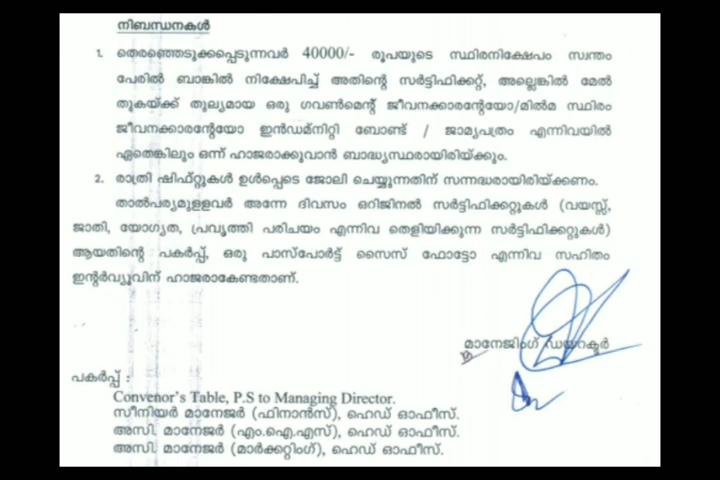 നിബന്ധനകൾ
1. തെരഞ്ഞെടുക്കപ്പെടുന്നവർ 40000/- രൂപയുടെ സ്ഥിരനിക്ഷേപം സ്വന്തം
പേരിൽ ബാങ്കിൽ നിക്ഷേപിച്ച് അതിന്റെ സർട്ടിഫിക്കറ്റ്, അല്ലെങ്കിൽ മേൽ
തുകയ്ക്ക് തുല്യമായ ഒരു ഗവൺമെന്റ് ജീവനക്കാരന്റേയോ/മിൽമ സ്ഥിരം
ജീവനക്കാരന്റേയോ ഇൻഡമ്നിറ്റി ബോണ്ട് / ജാമ്യപത്രം എന്നിവയിൽ
ഏതെങ്കിലും ഒന്ന് ഹാജരാക്കുവാൻ ബാദ്ധ്യസ്ഥരായിരിയ്ക്കും.
2. രാത്രി ഷിഫ്റ്റുകൾ ഉൾപ്പെടെ ജോലി ചെയ്യുന്നതിന് സന്നദ്ധരായിരിയ്ക്കണം.
താൽപര്യമുളളവർ അന്നേ ദിവസം ഒറിജിനൽ സർട്ടിഫിക്കറ്റുകൾ (വയസ്സ്,
ജാതി, യോഗ്യത, പ്രവൃത്തി പരിചയം എന്നിവ തെളിയിക്കുന്ന സർട്ടിഫിക്കറ്റുകൾ)
ആയതിന്റെ പകർപ്പ്, ഒരു പാസ്പോർട്ട് സൈസ് ഫോട്ടോ എന്നിവ സഹിതം
ഇന്റർവ്യൂവിന് ഹാജരാകേണ്ടതാണ്.
മാനേജിംഗ് ഡയറക്ടർ
പകർപ്പ് :
Convenor's Table, P.S to Managing Director.
സീനിയർ മാനേജർ (ഫിനാൻസ്), ഹെഡ് ഓഫീസ്.
അസി. മാനേജർ (എം.ഐ.എസ്), ഹെഡ് ഓഫീസ്.
അസി. മാനേജർ (മാർക്കറ്റിംഗ്), ഹെഡ് ഓഫീസ്.